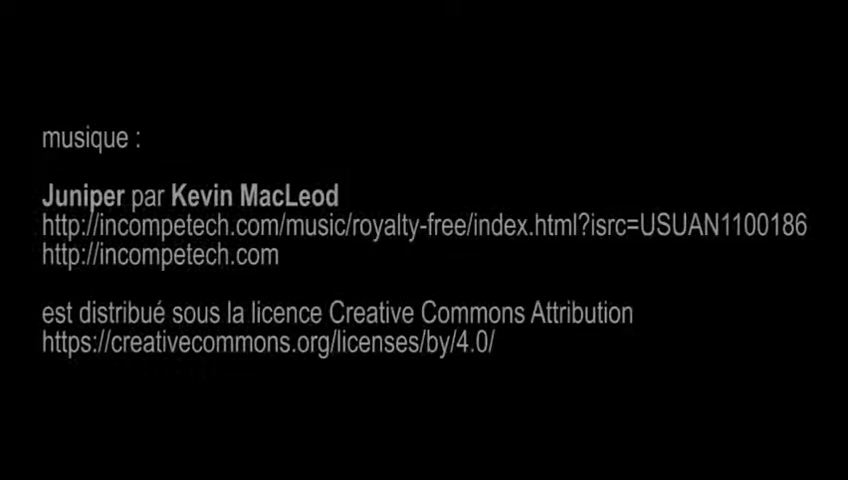 musique :
Juniper par Kevin MacLeod
http://incompetech.com/music/royalty-free/index.html?isrc=USUAN1100186
http://incompetech.com
est distribué sous la licence Creative Commons Attribution
https://creativecommons.org/licenses/by/4.0/